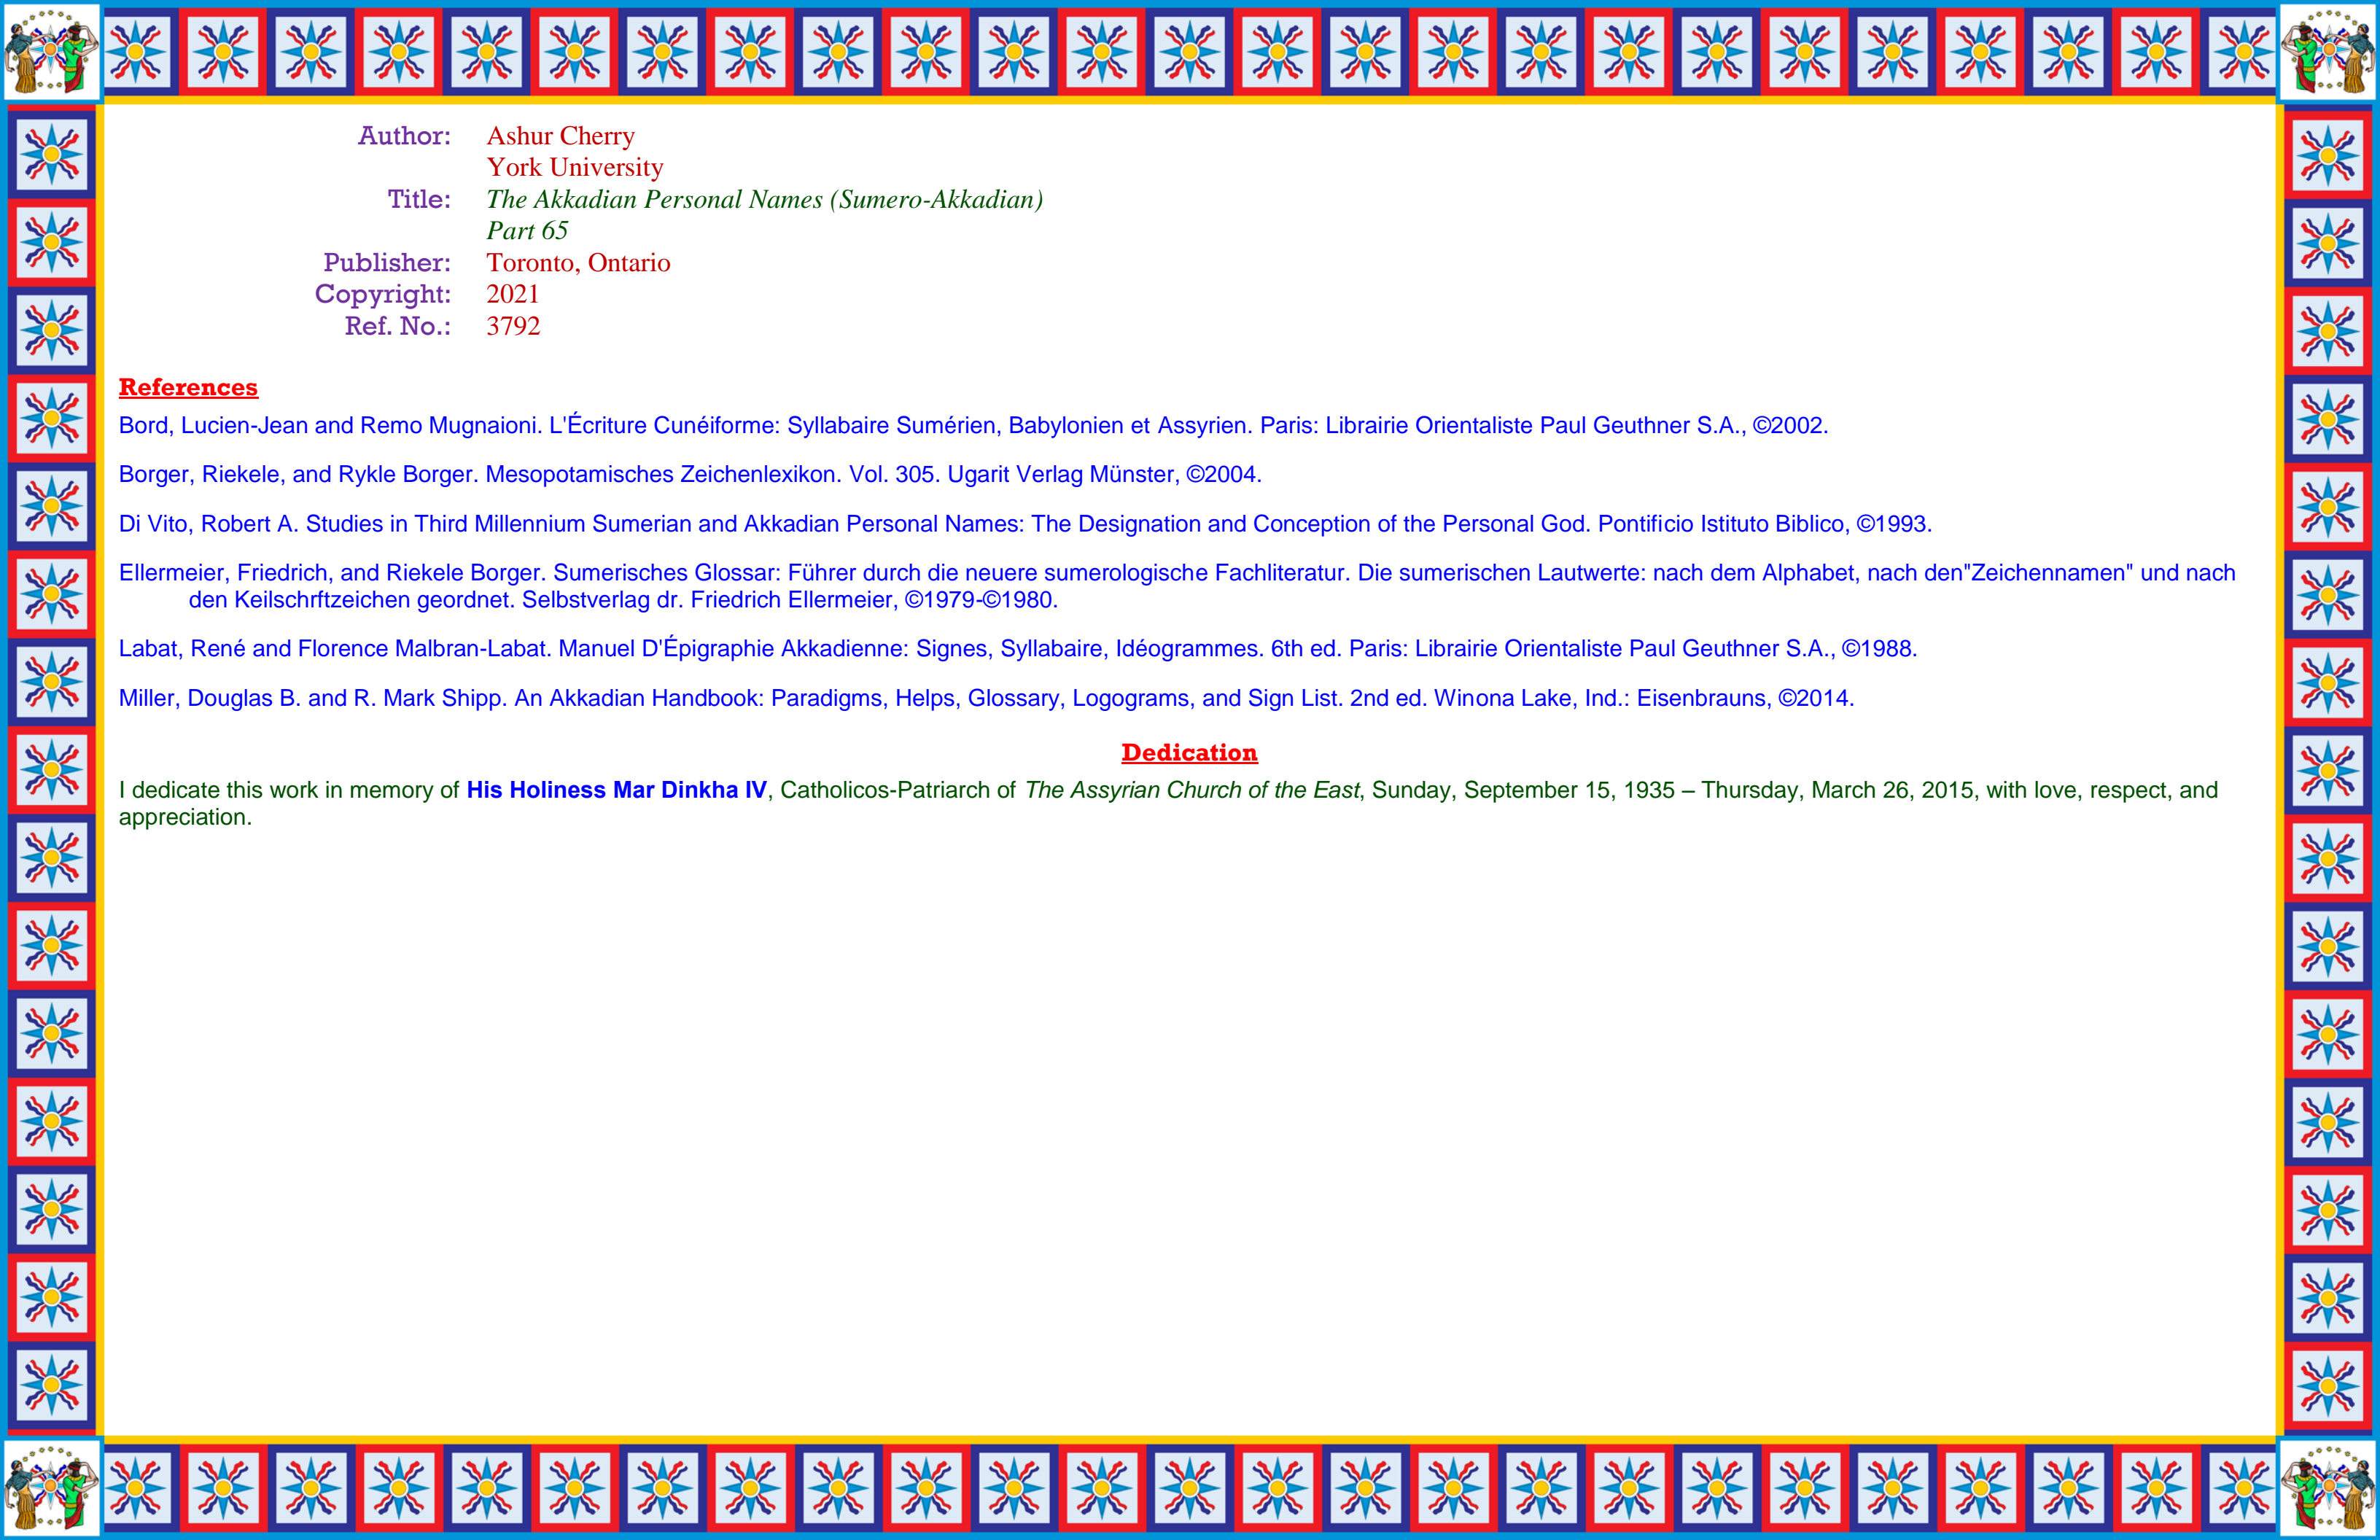 Author: Ashur Cherry
York University
Title: The Akkadian Personal Names (Sumero-Akkadian)
Part 65
Publisher: Toronto, Ontario
Copyright: 2021
Ref. No.: 3792
References
Bord, Lucien-Jean and Remo Mugnaioni. L'Écriture Cunéiforme: Syllabaire Sumérien, Babylonien et Assyrien. Paris: Librairie Orientaliste Paul Geuthner S.A., ©2002.
Borger, Riekele, and Rykle Borger. Mesopotamisches Zeichenlexikon. Vol. 305. Ugarit Verlag Münster, ©2004.
Di Vito, Robert A. Studies in Third Millennium Sumerian and Akkadian Personal Names: The Designation and Conception of the Personal God. Pontificio Istituto Biblico, ©1993.
Ellermeier, Friedrich, and Riekele Borger. Sumerisches Glossar: Führer durch die neuere sumerologische Fachliteratur. Die sumerischen Lautwerte: nach dem Alphabet, nach den"Zeichennamen" und nach
den Keilschrftzeichen geordnet. Selbstverlag dr. Friedrich Ellermeier, ©1979-©1980.
Labat, René and Florence Malbran-Labat. Manuel D'Épigraphie Akkadienne: Signes, Syllabaire, Idéogrammes. 6th ed. Paris: Librairie Orientaliste Paul Geuthner S.A., ©1988.
Miller, Douglas B. and R. Mark Shipp. An Akkadian Handbook: Paradigms, Helps, Glossary, Logograms, and Sign List. 2nd ed. Winona Lake, Ind.: Eisenbrauns, ©2014.
Dedication
I dedicate this work in memory of His Holiness Mar Dinkha IV, Catholicos-Patriarch of The Assyrian Church of the East, Sunday, September 15, 1935 – Thursday, March 26, 2015, with love, respect, and
appreciation.